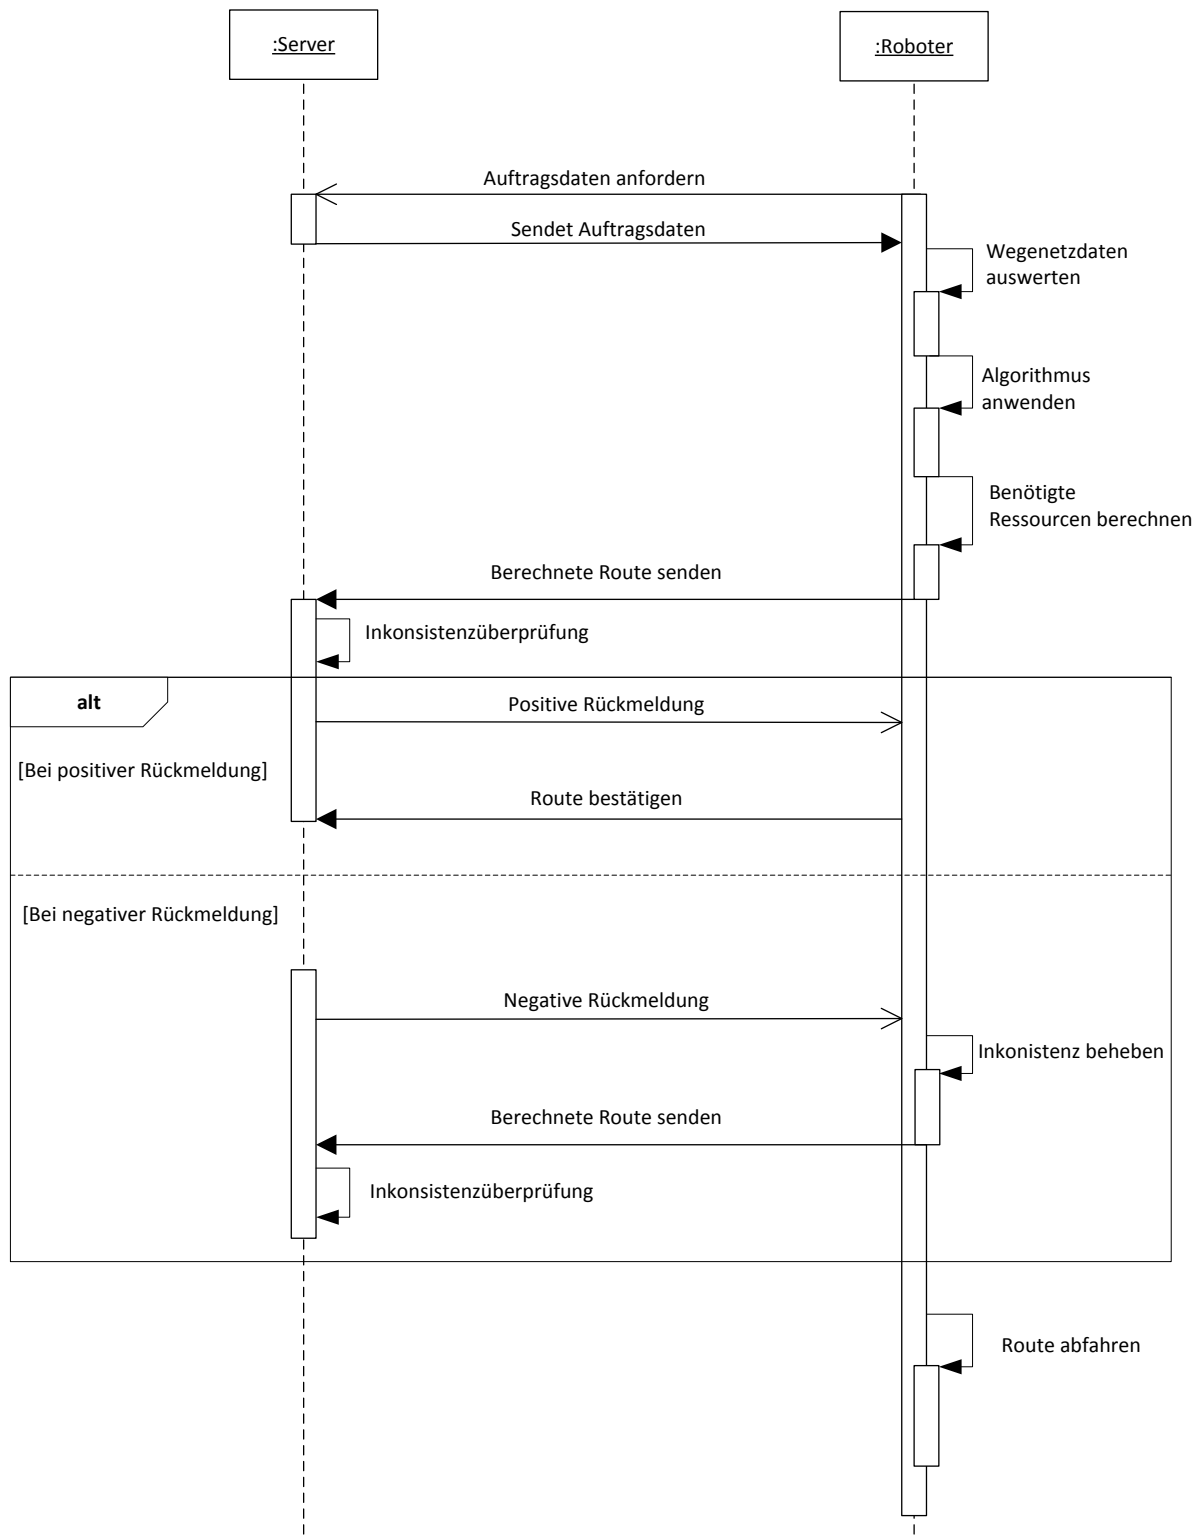 :Server
:Roboter
Auftragsdaten anfordern
Sendet Auftragsdaten
Wegenetzdaten
auswerten
Algorithmus
anwenden
Benötigte
Ressourcen berechnen
Berechnete Route senden
Inkonsistenzüberprüfung
alt
Positive Rückmeldung
[Bei positiver Rückmeldung]
Route bestätigen
[Bei negativer Rückmeldung]
Negative Rückmeldung
Inkonistenz beheben
Berechnete Route senden
Inkonsistenzüberprüfung
Route abfahren